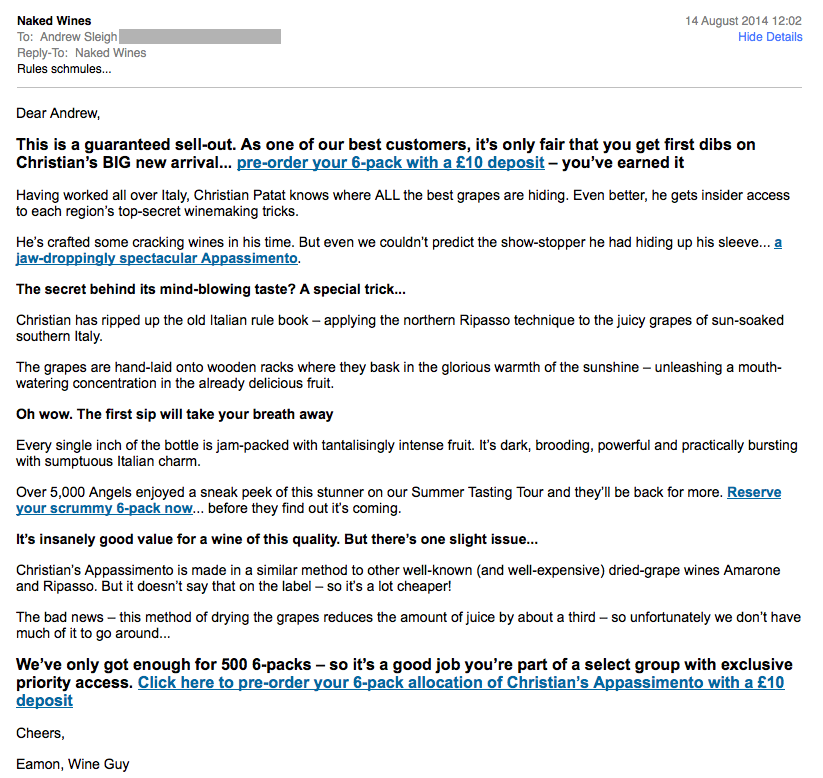 Naked Wines
14 August 2014 12:02
To: Andrew Sleigh
Hide Details
Reply-To: Naked Wines
Rules schmules...
Dear Andrew,
This is a guaranteed sell-out. As one of our best customers, it’s only fair that you get first dibs on
Christian’s BIG new arrival... pre-order your 6-pack with a £10 deposit – you’ve earned it
Having worked all over Italy, Christian Patat knows where ALL the best grapes are hiding. Even better, he gets insider access
to each region’s top-secret winemaking tricks.
He’s crafted some cracking wines in his time. But even we couldn’t predict the show-stopper he had hiding up his sleeve... a
jaw-droppingly spectacular Appassimento.
The secret behind its mind-blowing taste? A special trick...
Christian has ripped up the old Italian rule book – applying the northern Ripasso technique to the juicy grapes of sun-soaked
southern Italy.
The grapes are hand-laid onto wooden racks where they bask in the glorious warmth of the sunshine – unleashing a mouth-
watering concentration in the already delicious fruit.
Oh wow. The first sip will take your breath away
Every single inch of the bottle is jam-packed with tantalisingly intense fruit. It’s dark, brooding, powerful and practically bursting
with sumptuous Italian charm.
Over 5,000 Angels enjoyed a sneak peek of this stunner on our Summer Tasting Tour and they’ll be back for more. Reserve
your scrummy 6-pack now... before they find out it’s coming.
It’s insanely good value for a wine of this quality. But there’s one slight issue...
Christian’s Appassimento is made in a similar method to other well-known (and well-expensive) dried-grape wines Amarone
and Ripasso. But it doesn’t say that on the label – so it’s a lot cheaper!
The bad news – this method of drying the grapes reduces the amount of juice by about a third – so unfortunately we don’t have
much of it to go around...
We’ve only got enough for 500 6-packs – so it’s a good job you’re part of a select group with exclusive
priority access. Click here to pre-order your 6-pack allocation of Christian’s Appassimento with a £10
deposit
Cheers,
Eamon, Wine Guy